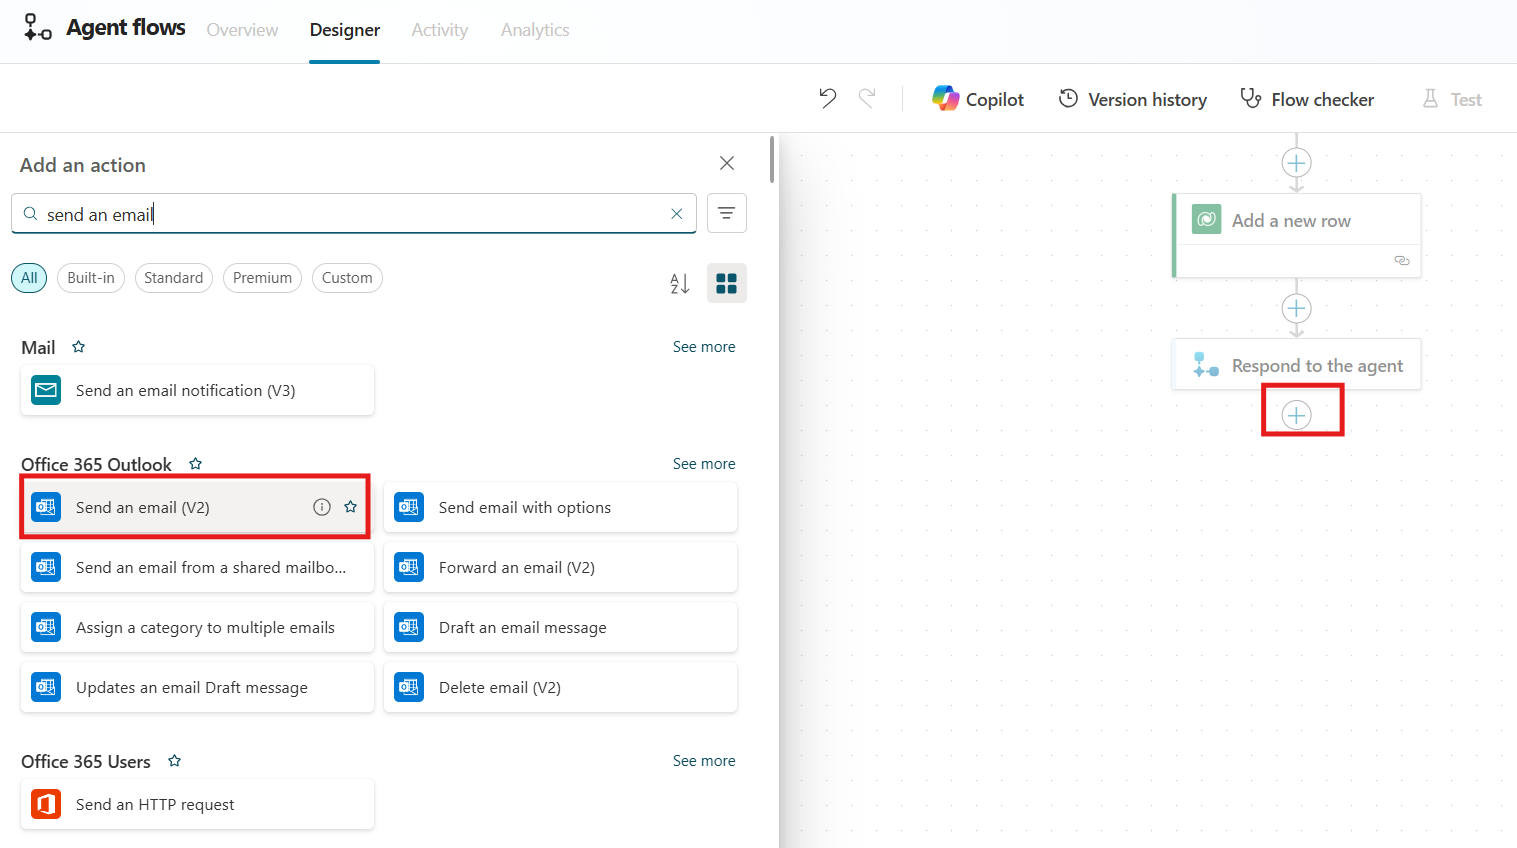 Agent flows Overview Designer Activity Analytics
Copilot Version history Flow checker Test
Add an action
send an email
All Built-in Standard Premium Custom
Mail See more
Send an email notification (V3)
Office 365 Outlook See more
Send an email (V2) Send email with options
Send an email from a shared mailbo... Forward an email (V2)
Assign a category to multiple emails Draft an email message
Updates an email Draft message Delete email (V2)
Office 365 Users See more
Send an HTTP request
Add a new row
Respond to the agent